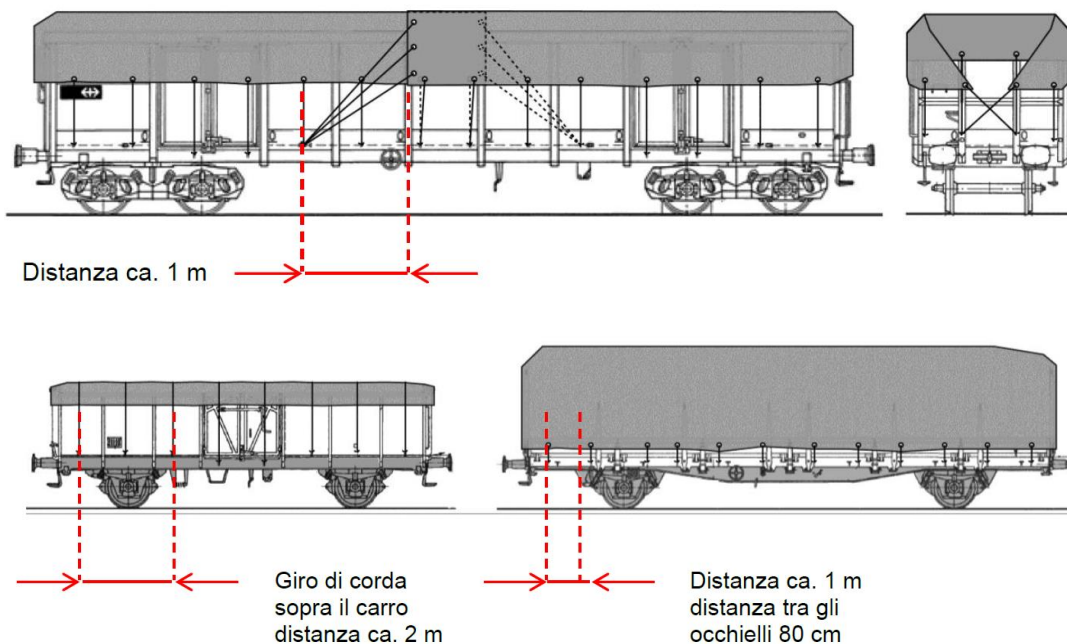 Distanza ca. 1 m
Giro di corda
sopra il carro
distanza ca. 2 m
Distanza ca. 1 m
distanza tra gli
occhielli 80 cm